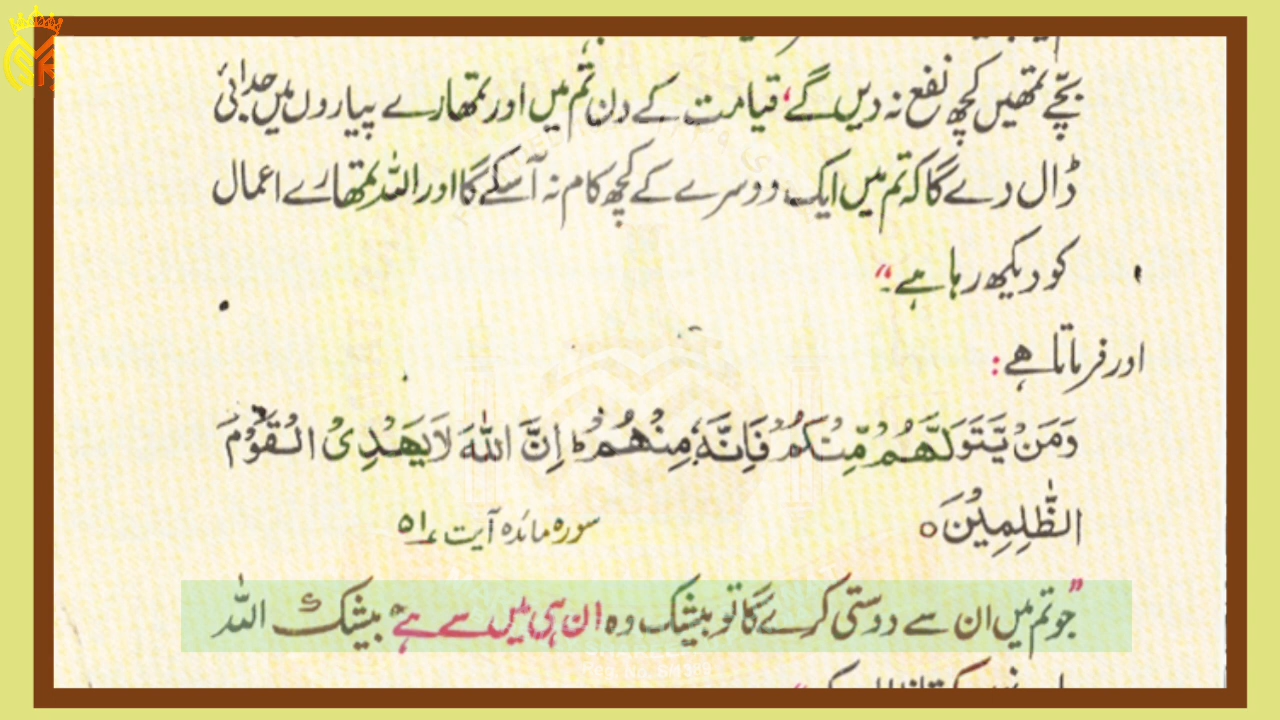 بچے تمھیں کچھ نفع نہ دیں گے، قیامت کے دن تم میں اور تمھارے پیاروں میں جدائی
ڈال دے گا کہ تم میں ایک دوسرے کے کچھ کام نہ آ سکے گا اور اللہ تمھارے اعمال
کو دیکھ رہا ہے۔"
اور فرماتا ہے:
وَمَنْ يَّتَوَلَّهُمْ مِّنْكُمْ فَاِنَّهٗ مِنْهُمْ ؕ اِنَّ اللّٰهَ لَا يَهْدِى الْقَوْمَ
الظّٰلِمِيْنَ ○
سورہ مائدہ آیت ۵۱
"جو تم میں ان سے دوستی کرے گا تو بیشک وہ ان ہی میں سے ہے، بیشک اللہ